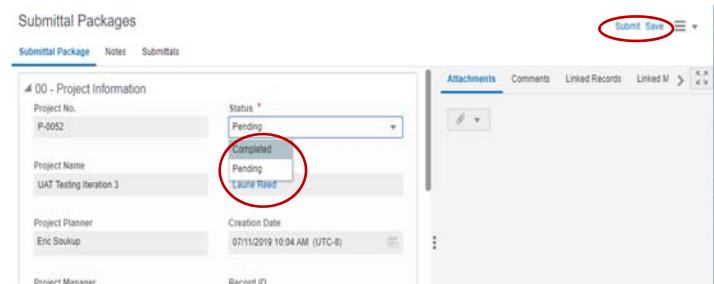 Submittal Packages
Submit Save
Submittal Package Notes Submittals
Attachments Comments Linked Records Linked M
00 - Project Information
Project No. Status *
P-0052 Pending
Completed
Project Name Pending
UAT Testing Iteration 3 Laurie Reed
Project Planner Creation Date
Eric Soukup 07/11/2019 10:04 AM (UTC-8)
Project Manager Record ID